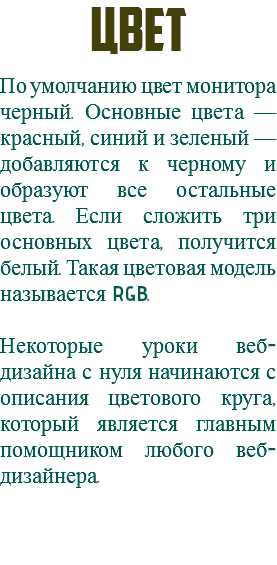 ЦВЕТ
По умолчанию цвет монитора
черный. Основные цвета —
красный, синий и зеленый —
добавляются к черному и
образуют все остальные
цвета. Если сложить три
основных цвета, получится
белый. Такая цветовая модель
называется RGB.
Некоторые уроки веб-
дизайна с нуля начинаются с
описания цветового круга,
который является главным
помощником любого веб-
дизайнера.